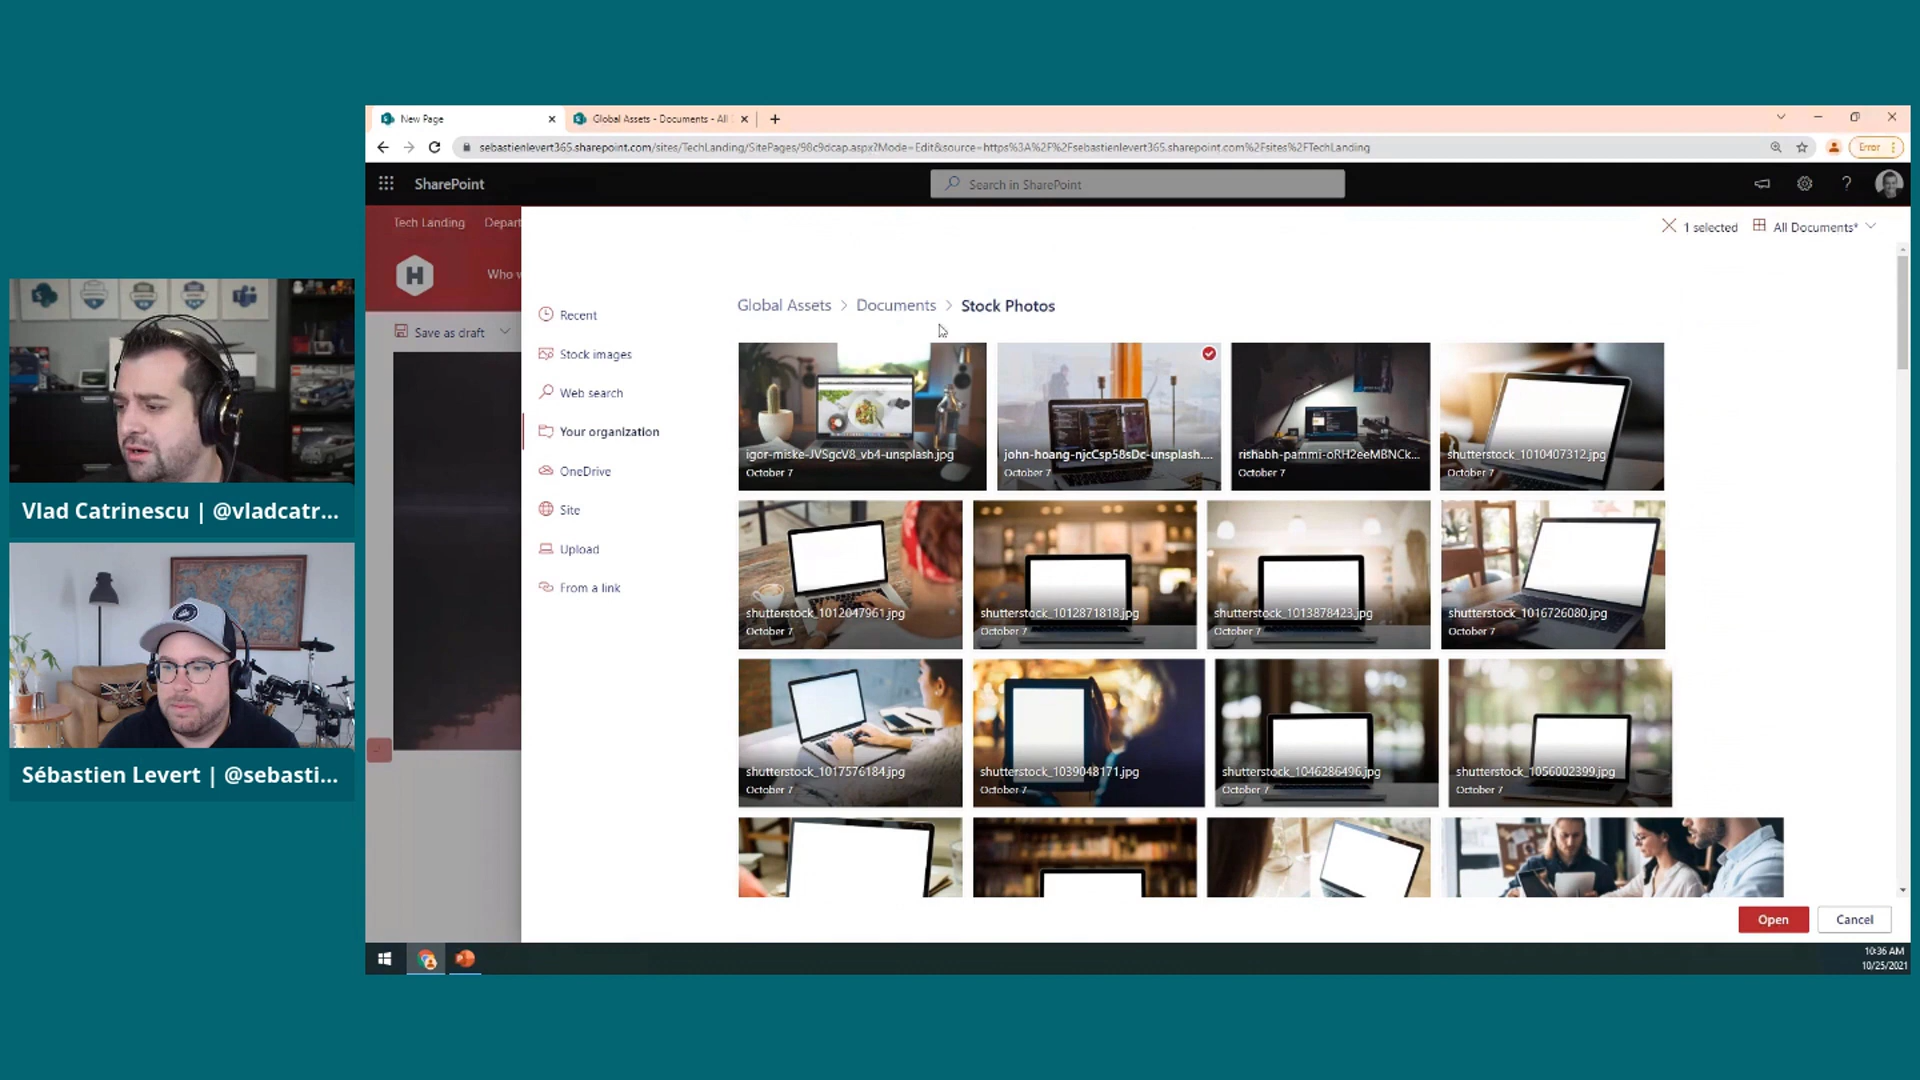 New Page
Global Assets - Documents - All
sebastienlevert365.sharepoint.com/sites/TechLanding/SitePages/98c9dcap.aspx?Mode=Edit&source=https%3A%2F%2Fsebastienlevert365.sharepoint.com%2Fsites%2FTechLanding
Error
SharePoint
Search in SharePoint
Tech Landing Depart
1 selected All Documents*
H
Who w
Save as draft
Global Assets > Documents > Stock Photos
Recent
Stock images
Web search
Your organization
OneDrive
Site
Upload
From a link
igor-miske-JVSgcV8_vb4-unsplash.jpg
October 7
john-hoang-njcCsp58sDc-unsplash....
October 7
rishabh-pammi-oRH2eeMBNCk...
October 7
shutterstock_1010407312.jpg
October 7
shutterstock_1012047961.jpg
October 7
shutterstock_1012871818.jpg
October 7
shutterstock_1013878423.jpg
October 7
shutterstock_1016726080.jpg
October 7
shutterstock_1017576184.jpg
October 7
shutterstock_1039048171.jpg
October 7
shutterstock_1046286496.jpg
October 7
shutterstock_1056002399.jpg
October 7
Open
Cancel
10:36 AM
10/25/2021
Vlad Catrinescu | @vladcatr...
Sébastien Levert | @sebasti...